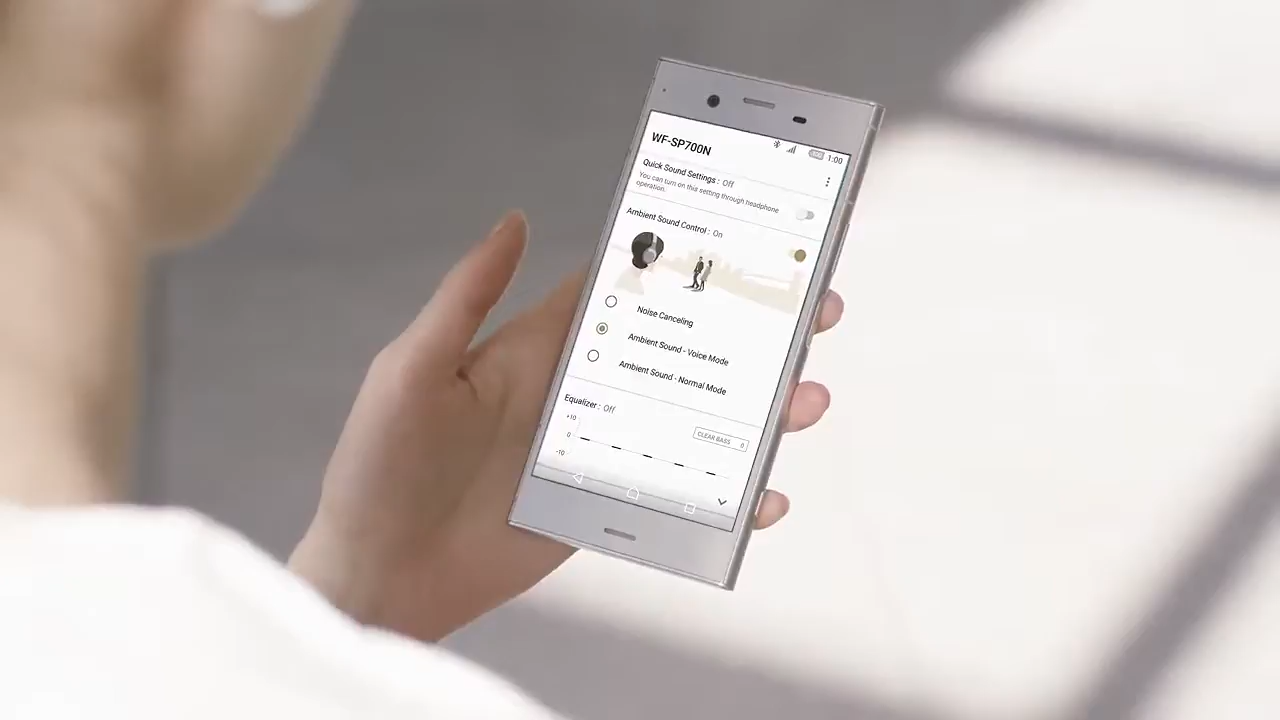 WF-SP700N
1:00
Quick Sound Settings : Off
You can turn on this setting through headphone
operation.
Ambient Sound Control : On
Noise Canceling
Ambient Sound - Voice Mode
Ambient Sound - Normal Mode
Equalizer : Off
+10
CLEAR BASS 0
0
-10